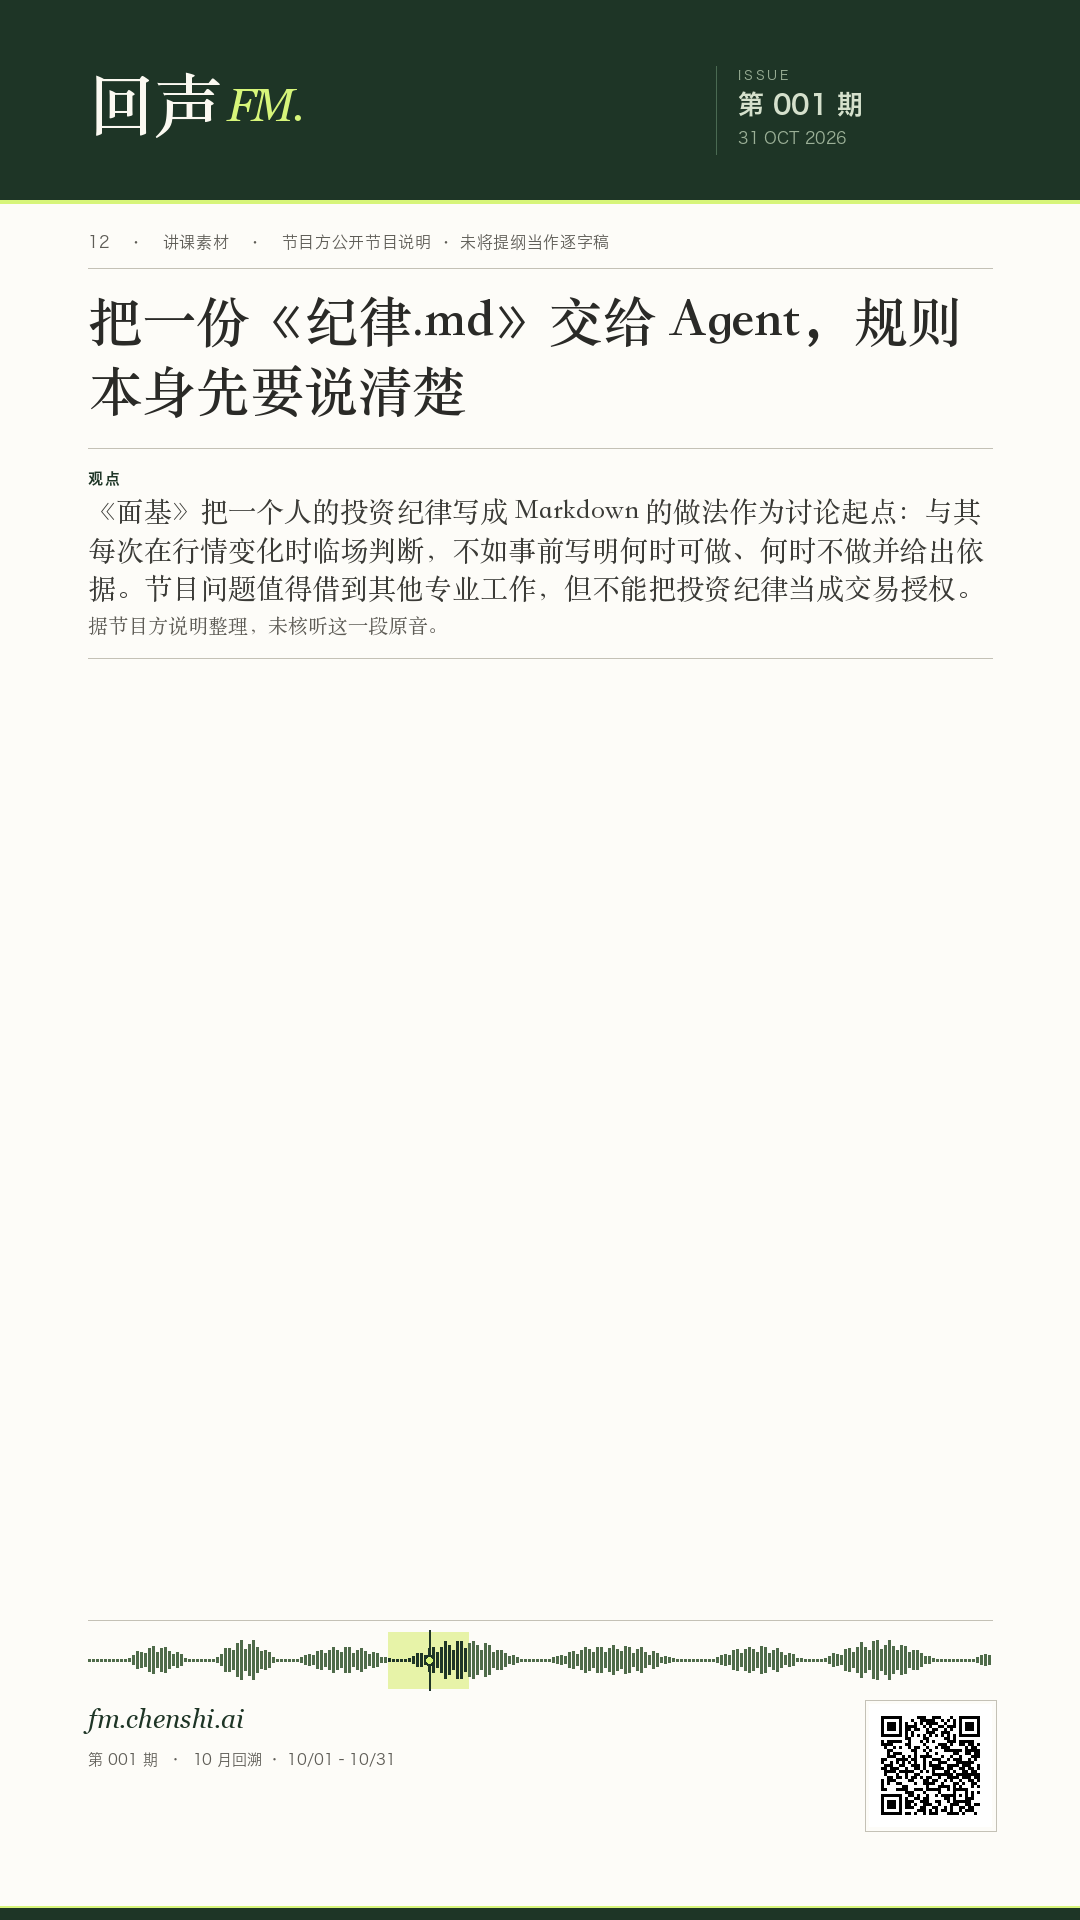 回声 FM.
ISSUE
第 001 期
31 OCT 2026
12 · 讲课素材 · 节目方公开节目说明 · 未将提纲当作逐字稿
把一份《纪律.md》交给 Agent，规则
本身先要说清楚
观点
《面基》把一个人的投资纪律写成 Markdown 的做法作为讨论起点：与其
每次在行情变化时临场判断，不如事前写明何时可做、何时不做并给出依
据。节目问题值得借到其他专业工作，但不能把投资纪律当成交易授权。
据节目方说明整理，未核听这一段原音。
fm.chenshi.ai
第 001 期 · 10 月回溯 · 10/01 - 10/31